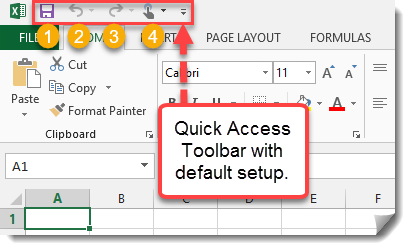 1 2 3 4
FILE PAGE LAYOUT FORMULAS
Cut
Copy
Format Painter
Paste
Clipboard
11
A1
Quick Access
Toolbar with
default setup.
A B C D E F
1